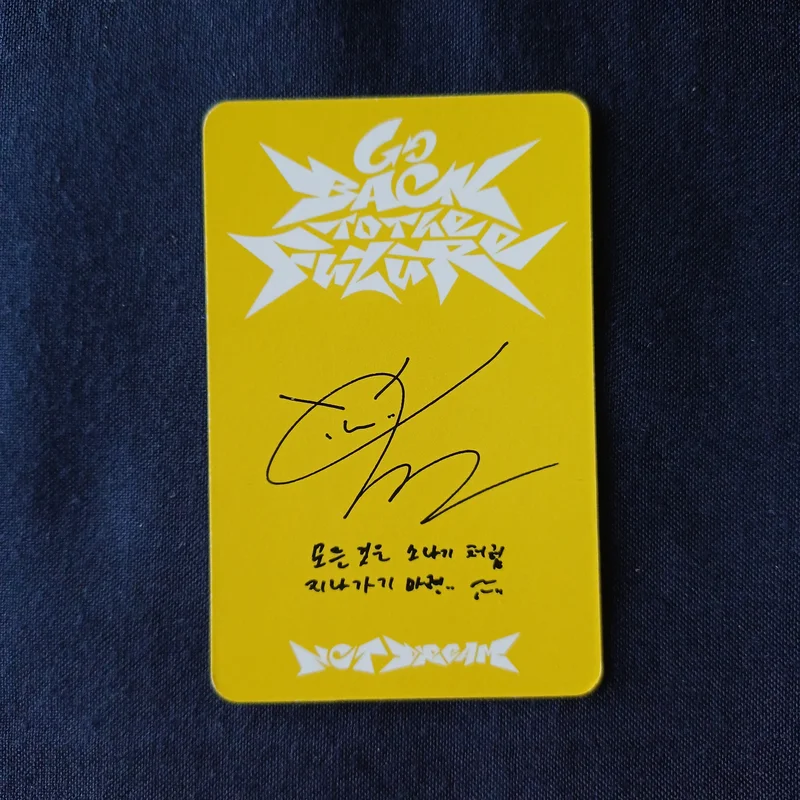 Go
BACK
TO THE
FUTURE
모든것은 소나기 처럼
지나가기 마련..
NCT DREAM